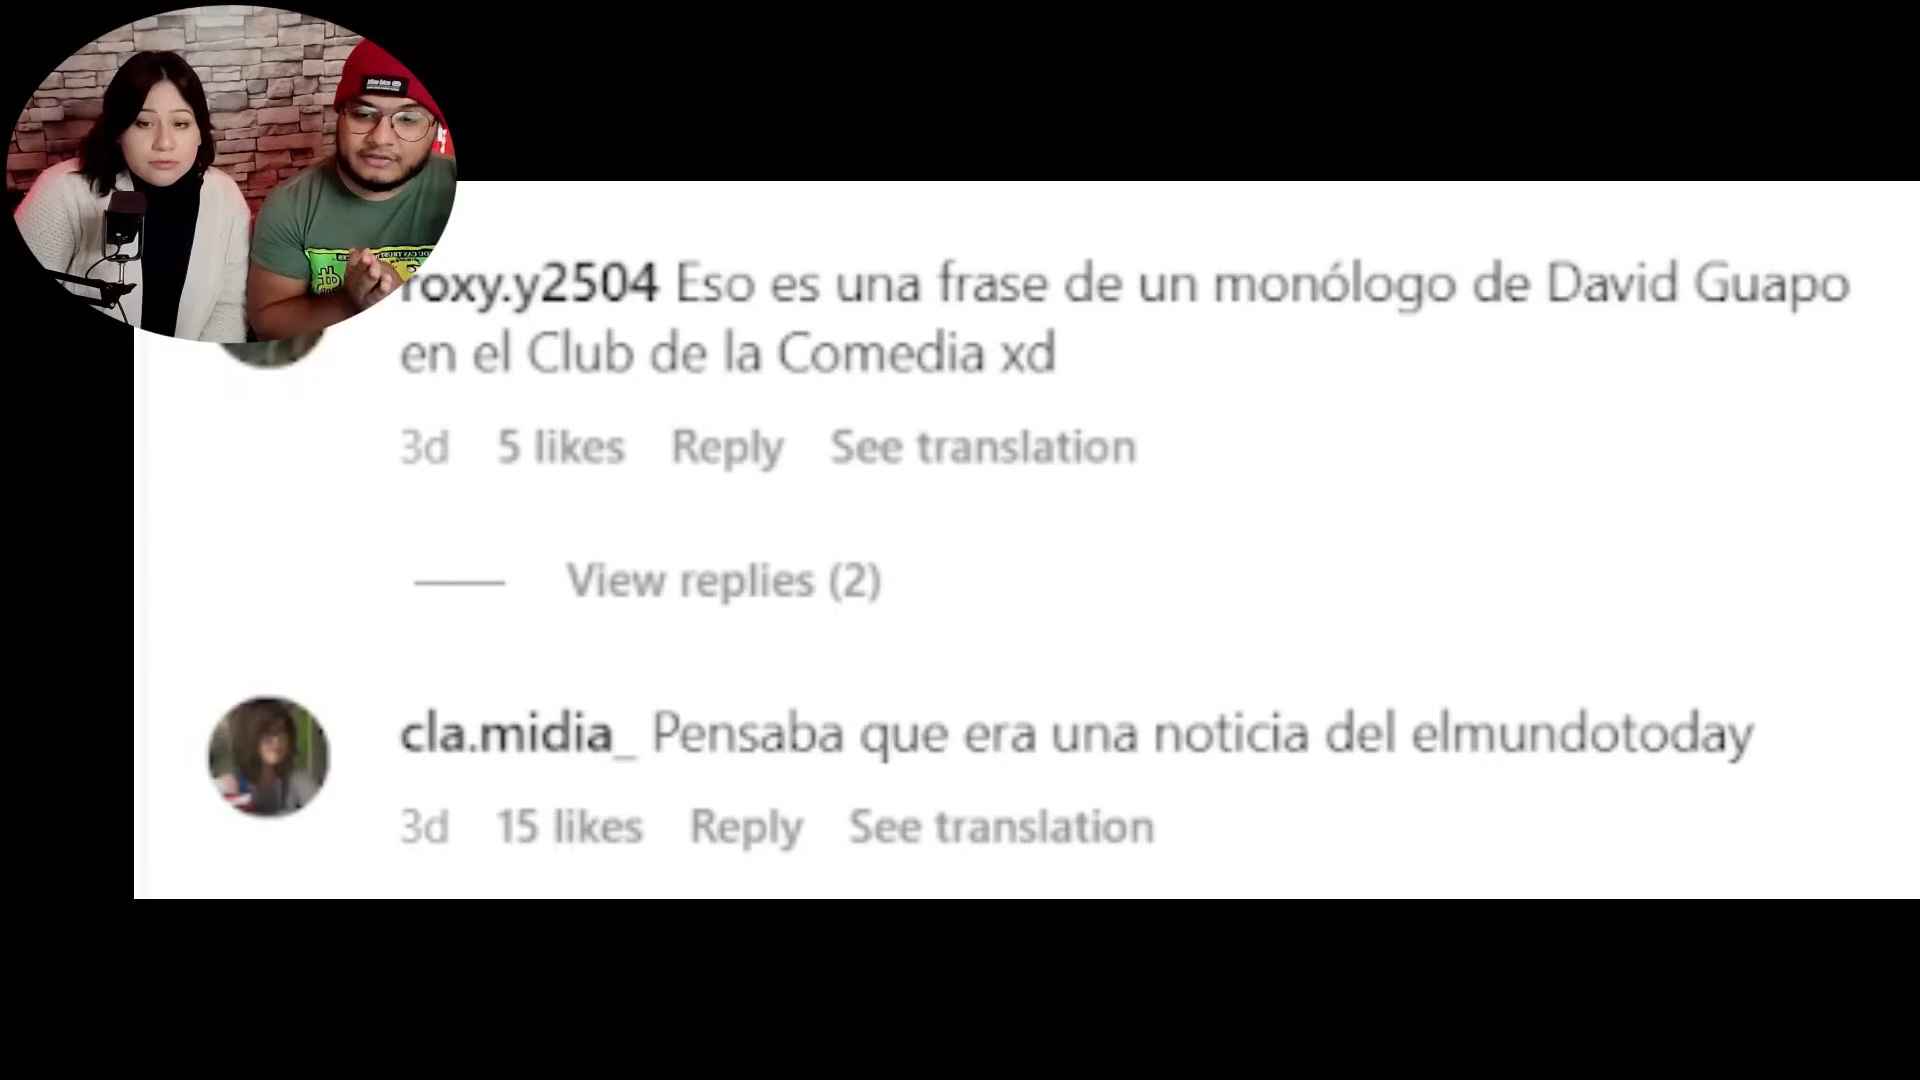 roxy.y2504 Eso es una frase de un monólogo de David Guapo
en el Club de la Comedia xd
3d 5 likes Reply See translation
View replies (2)
cla.midia_ Pensaba que era una noticia del elmundotoday
3d 15 likes Reply See translation